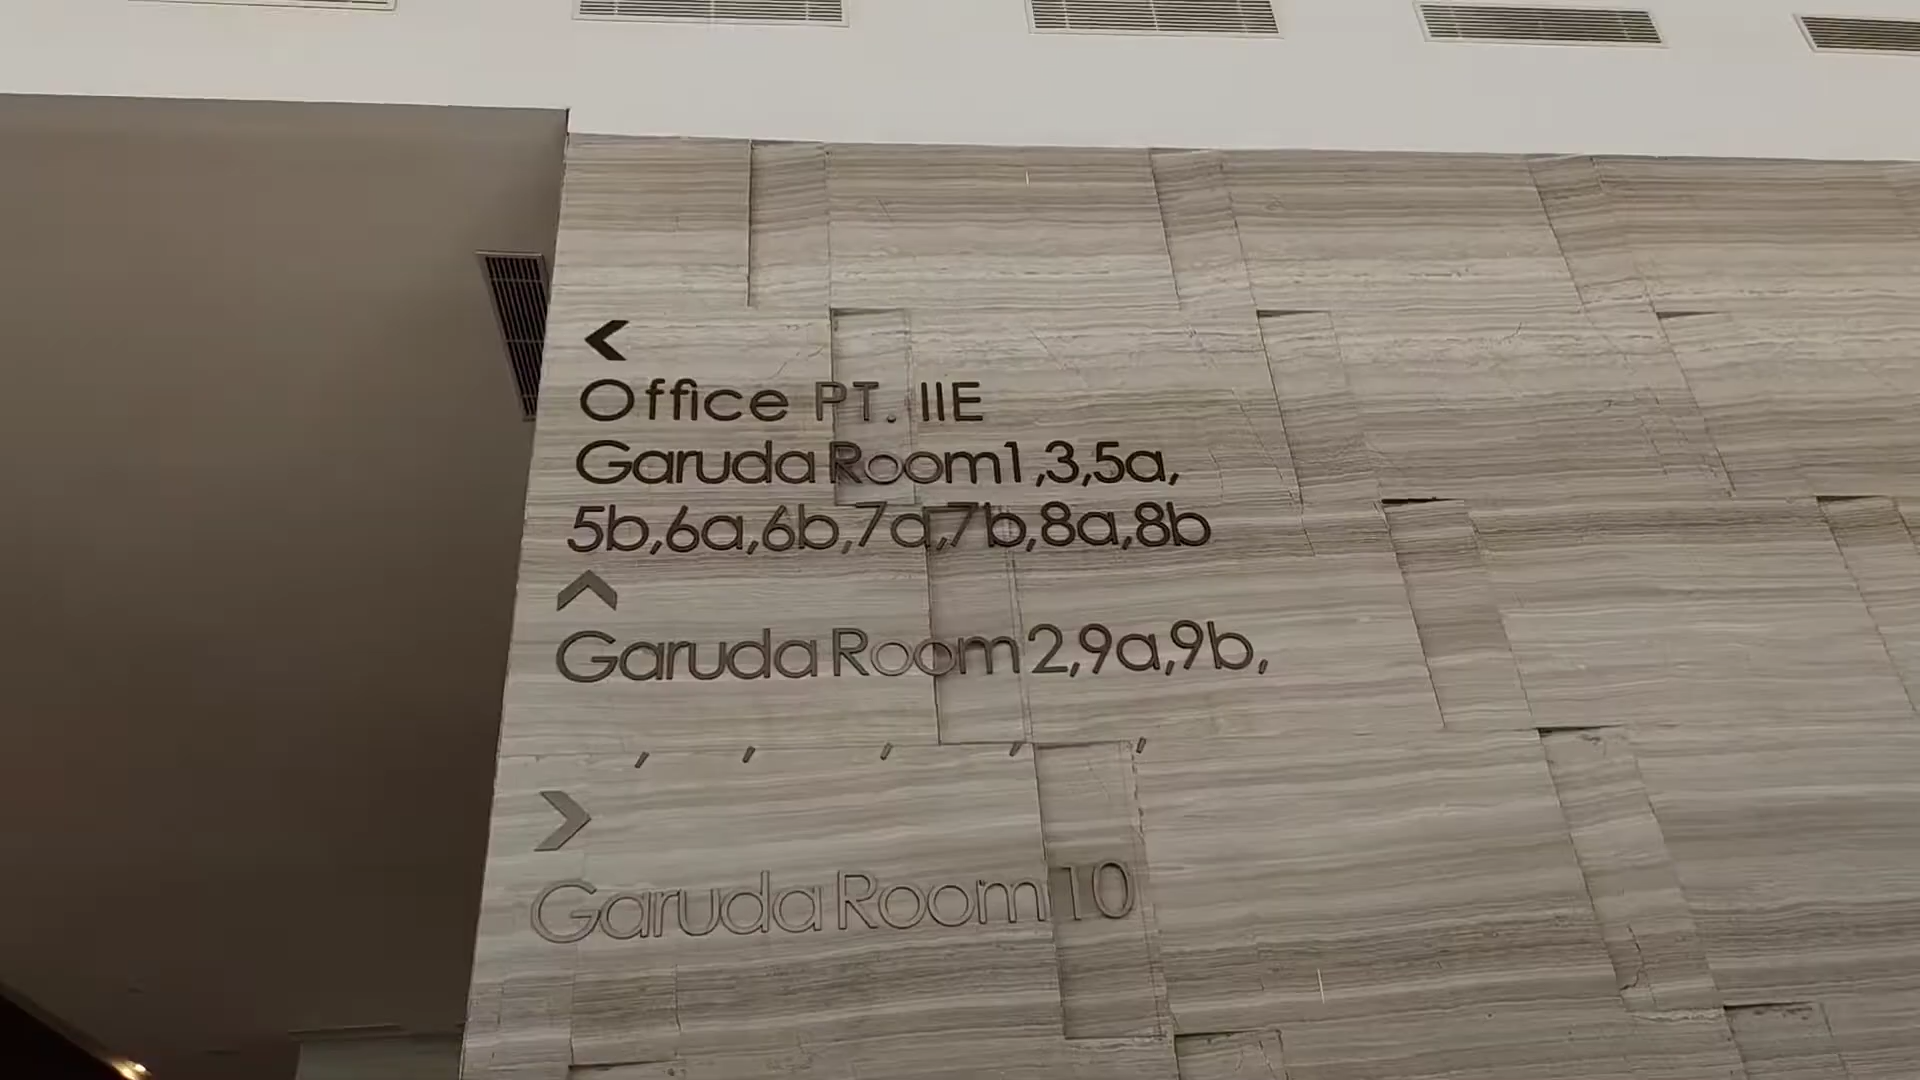 <
Office PT. IIE
Garuda Room 1,3,5a,
5b,6a,6b,7a,7b,8a,8b
^
Garuda Room 2,9a,9b,
, , , , ,
>
Garuda Room 10